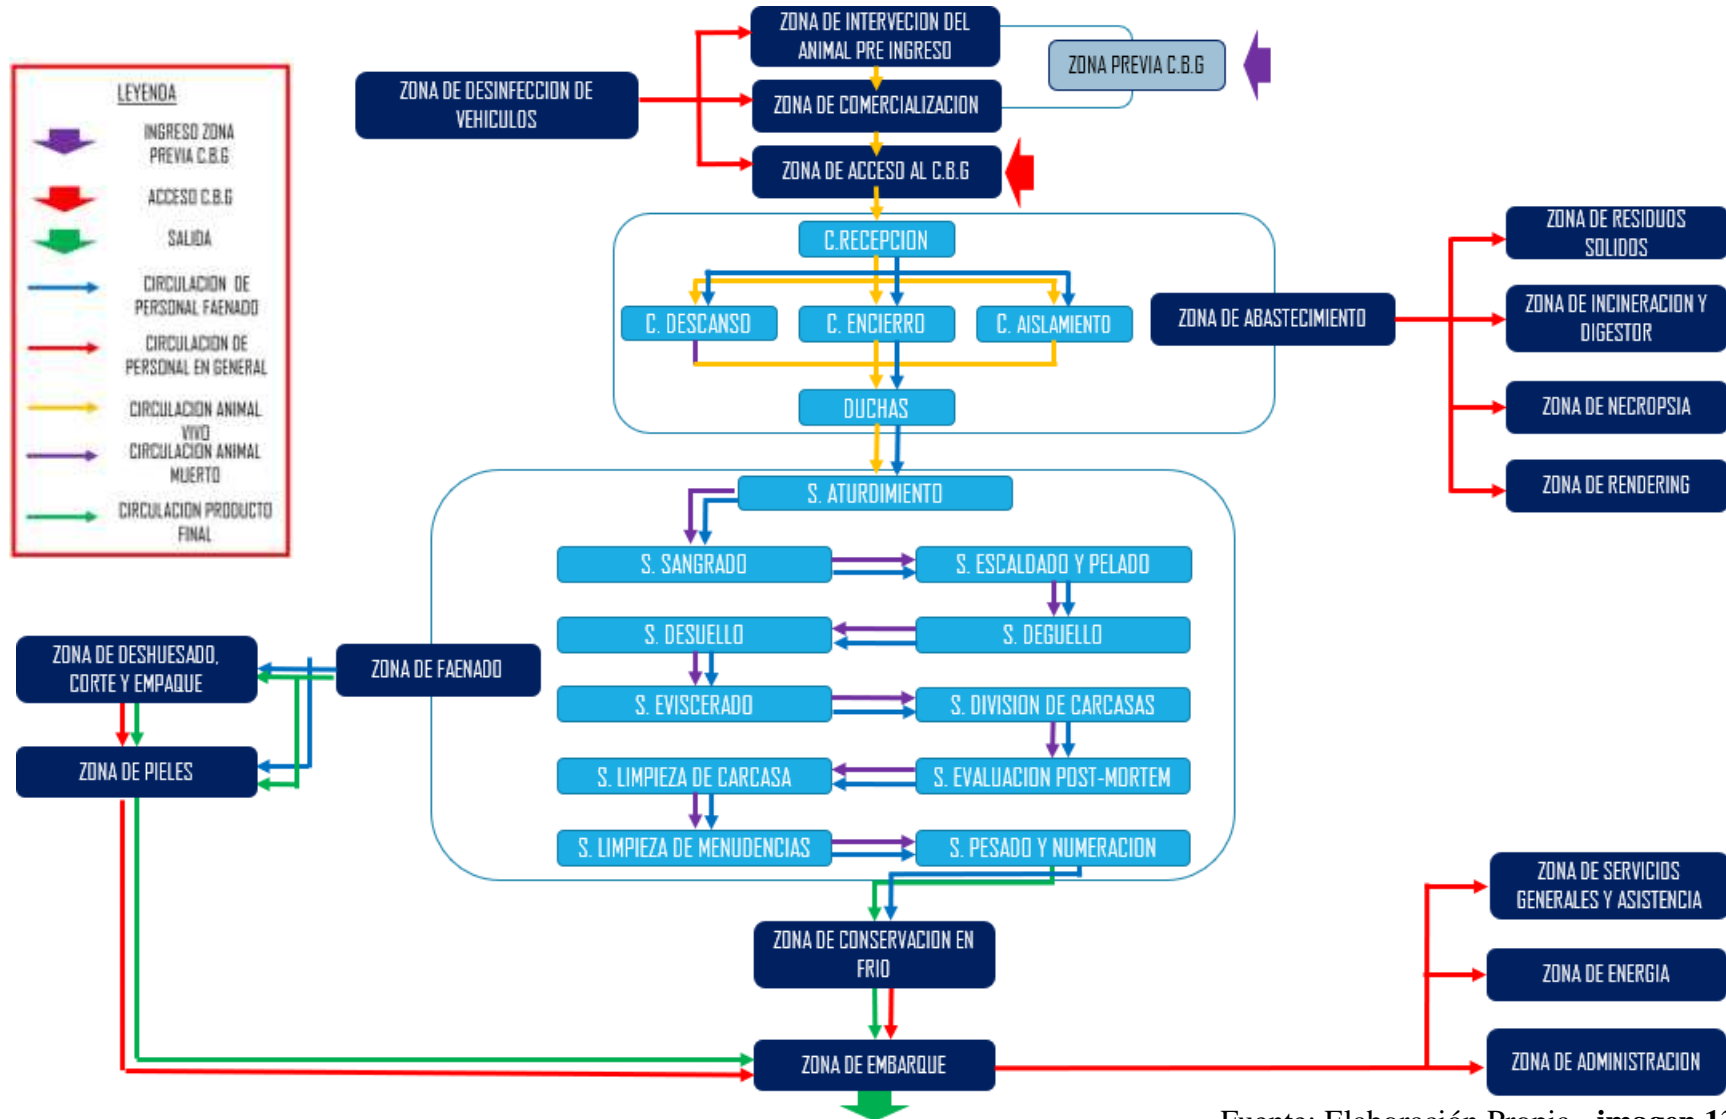 LEYENDA
INGRESO ZONA
PREVIA C.B.G
ACCESO C.B.G
SALIDA
CIRCULACION DE
PERSONAL FAENADO
CIRCULACION DE
PERSONAL EN GENERAL
CIRCULACION ANIMAL
VIVO
CIRCULACION ANIMAL
MUERTO
CIRCULACION PRODUCTO
FINAL
ZONA DE DESINFECCION DE
VEHICULOS
ZONA DE INTERVECION DEL
ANIMAL PRE INGRESO
ZONA PREVIA C.B.G
ZONA DE COMERCIALIZACION
ZONA DE ACCESO AL C.B.G
C.RECEPCION
C. DESCANSO
C. ENCIERRO
C. AISLAMIENTO
DUCHAS
ZONA DE ABASTECIMIENTO
ZONA DE RESIDUOS
SOLIDOS
ZONA DE INCINERACION Y
DIGESTOR
ZONA DE NECROPSIA
ZONA DE RENDERING
S. ATURDIMIENTO
S. SANGRADO
S. ESCALDADO Y PELADO
S. DESUELLO
S. DEGUELLO
S. EVISCERADO
S. DIVISION DE CARCASAS
S. LIMPIEZA DE CARCASA
S. EVALUACION POST-MORTEM
S. LIMPIEZA DE MENUDENCIAS
S. PESADO Y NUMERACION
ZONA DE FAENADO
ZONA DE DESHUESADO,
CORTE Y EMPAQUE
ZONA DE PIELES
ZONA DE CONSERVACION EN
FRIO
ZONA DE EMBARQUE
ZONA DE SERVICIOS
GENERALES Y ASISTENCIA
ZONA DE ENERGIA
ZONA DE ADMINISTRACION
Fuente: Elaboración Propia - imagen